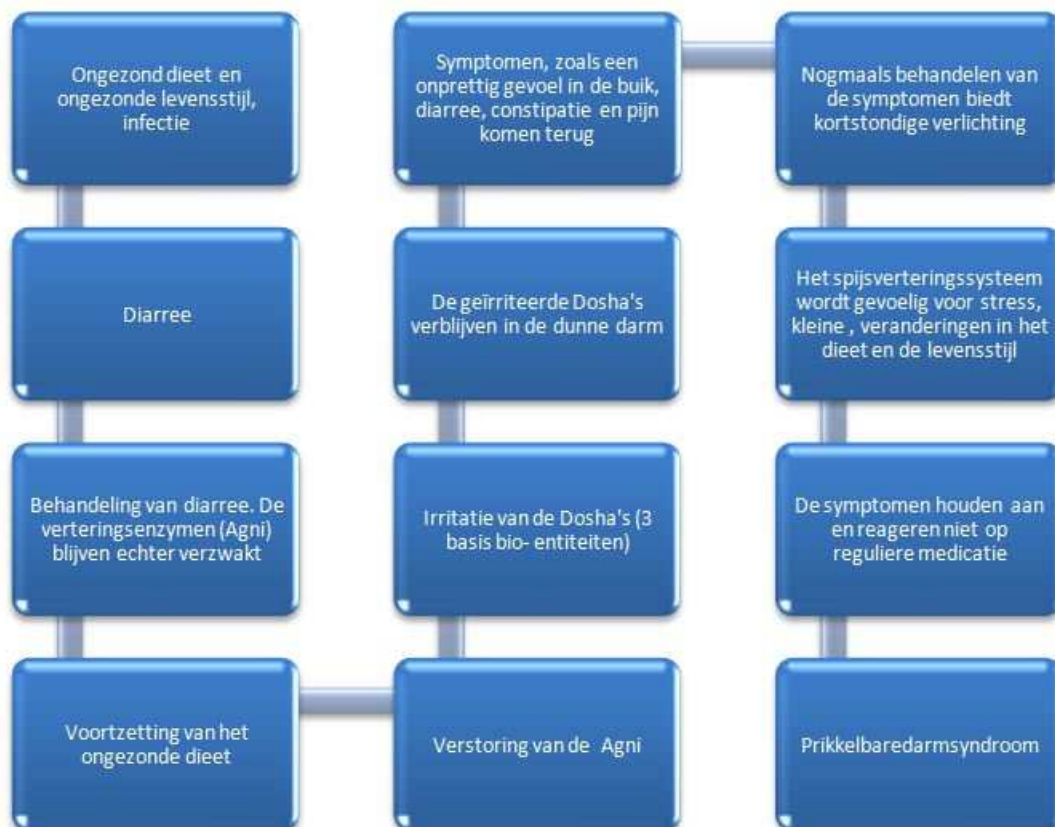 Ongezond dieet en
ongezonde levensstijl,
infectie
Diarree
Behandeling van diarree. De
verteringsenzymen (Agni)
blijven echter verzwakt
Voortzetting van het
ongezonde dieet
Verstoring van de Agni
Irritatie van de Dosha's (3
basis bio- entiteiten)
De geïrriteerde Dosha's
verblijven in de dunne darm
Symptomen, zoals een
onprettig gevoel in de buik,
diarree, constipatie en pijn
komen terug
Nogmaals behandelen van
de symptomen biedt
kortstondige verlichting
Het spijsverteringssysteem
wordt gevoelig voor stress,
kleine , veranderingen in het
dieet en de levensstijl
De symptomen houden aan
en reageren niet op
reguliere medicatie
Prikkelbaredarmsyndroom